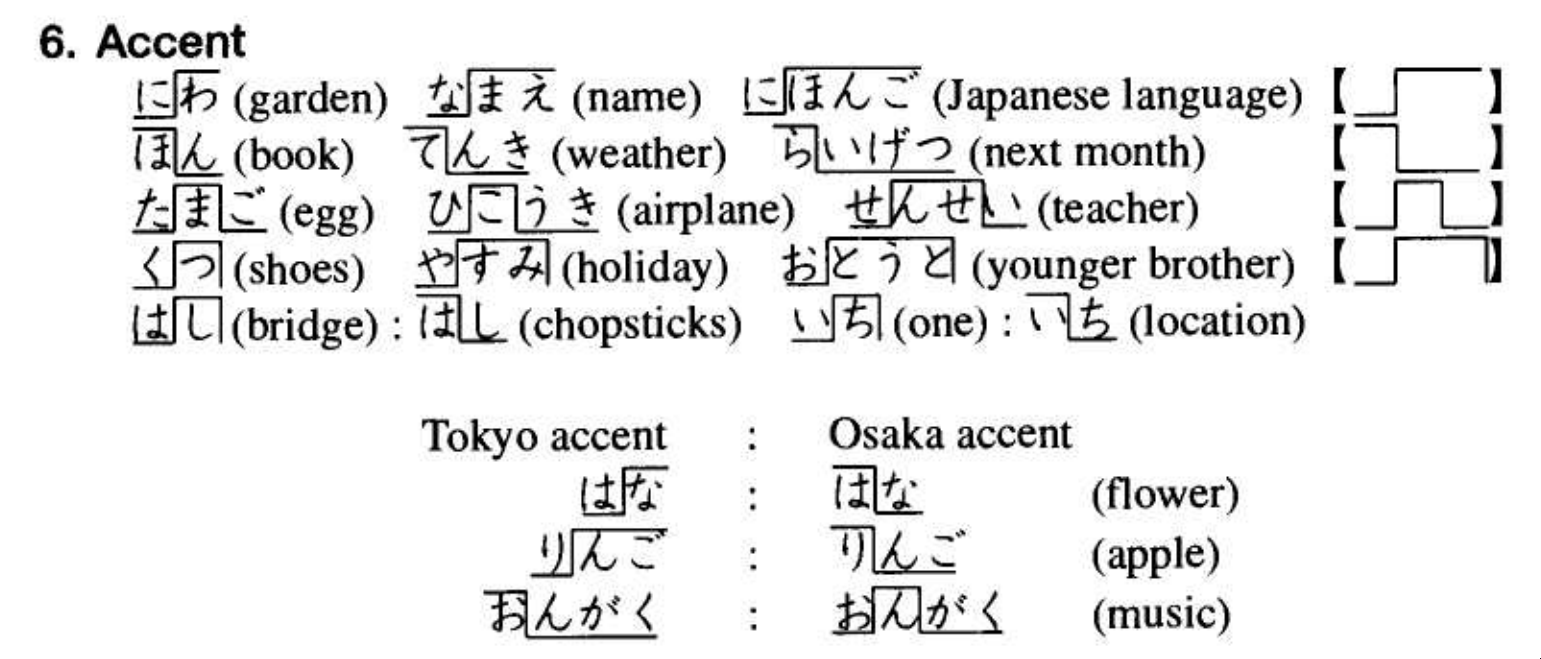 6. Accent
にわ (garden) なまえ (name) にほんご (Japanese language) 【 】
ほん (book) てんき (weather) らいげつ (next month) 【 】
たまご (egg) ひこうき (airplane) せんせい (teacher) 【 】
くつ (shoes) やすみ (holiday) おとうと (younger brother) 【 】
はし (bridge) : はし (chopsticks) いち (one) : いち (location)
Tokyo accent : Osaka accent
はな : はな (flower)
りんご : りんご (apple)
おんがく : おんがく (music)